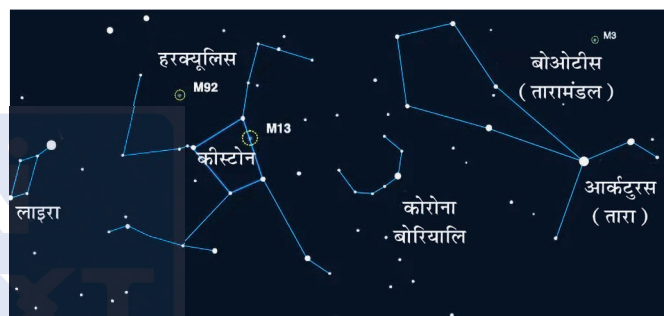 हरक्यूलिस
M92
M13
कीस्टोन
लाइरा
कोरोना
बोरियालि
M3
बोओटीस
( तारामंडल )
आर्कटुरस
( तारा )